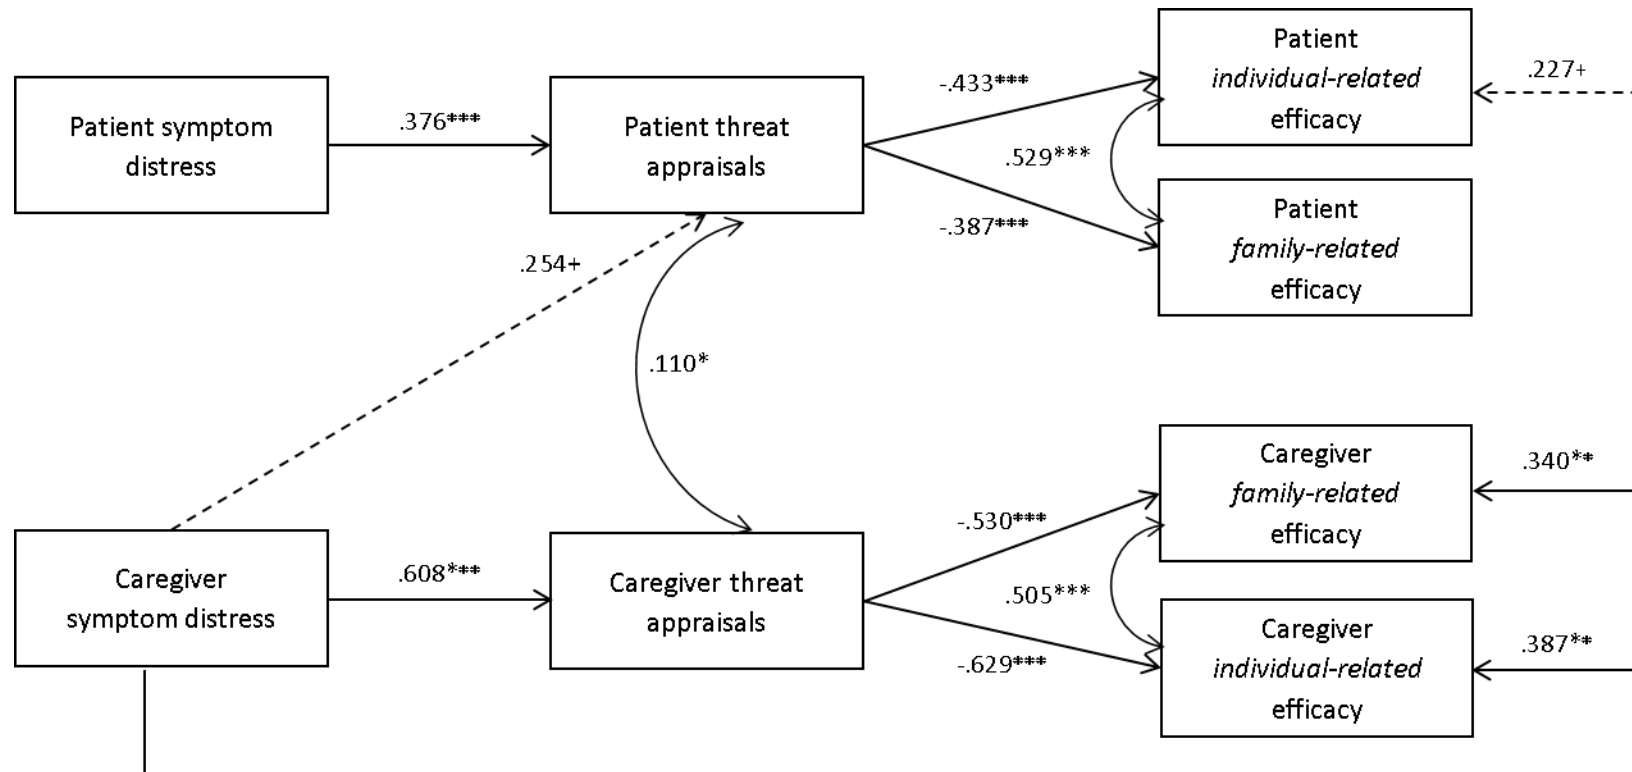 Patient
individual-related
efficacy
.227+
-.433***
Patient symptom
distress
.376***
Patient threat
appraisals
.529***
-.387***
Patient
family-related
efficacy
.254+
.110*
Caregiver
family-related
efficacy
.340**
-.530***
Caregiver
symptom distress
.608***
Caregiver threat
appraisals
.505***
-.629***
Caregiver
individual-related
efficacy
.387**